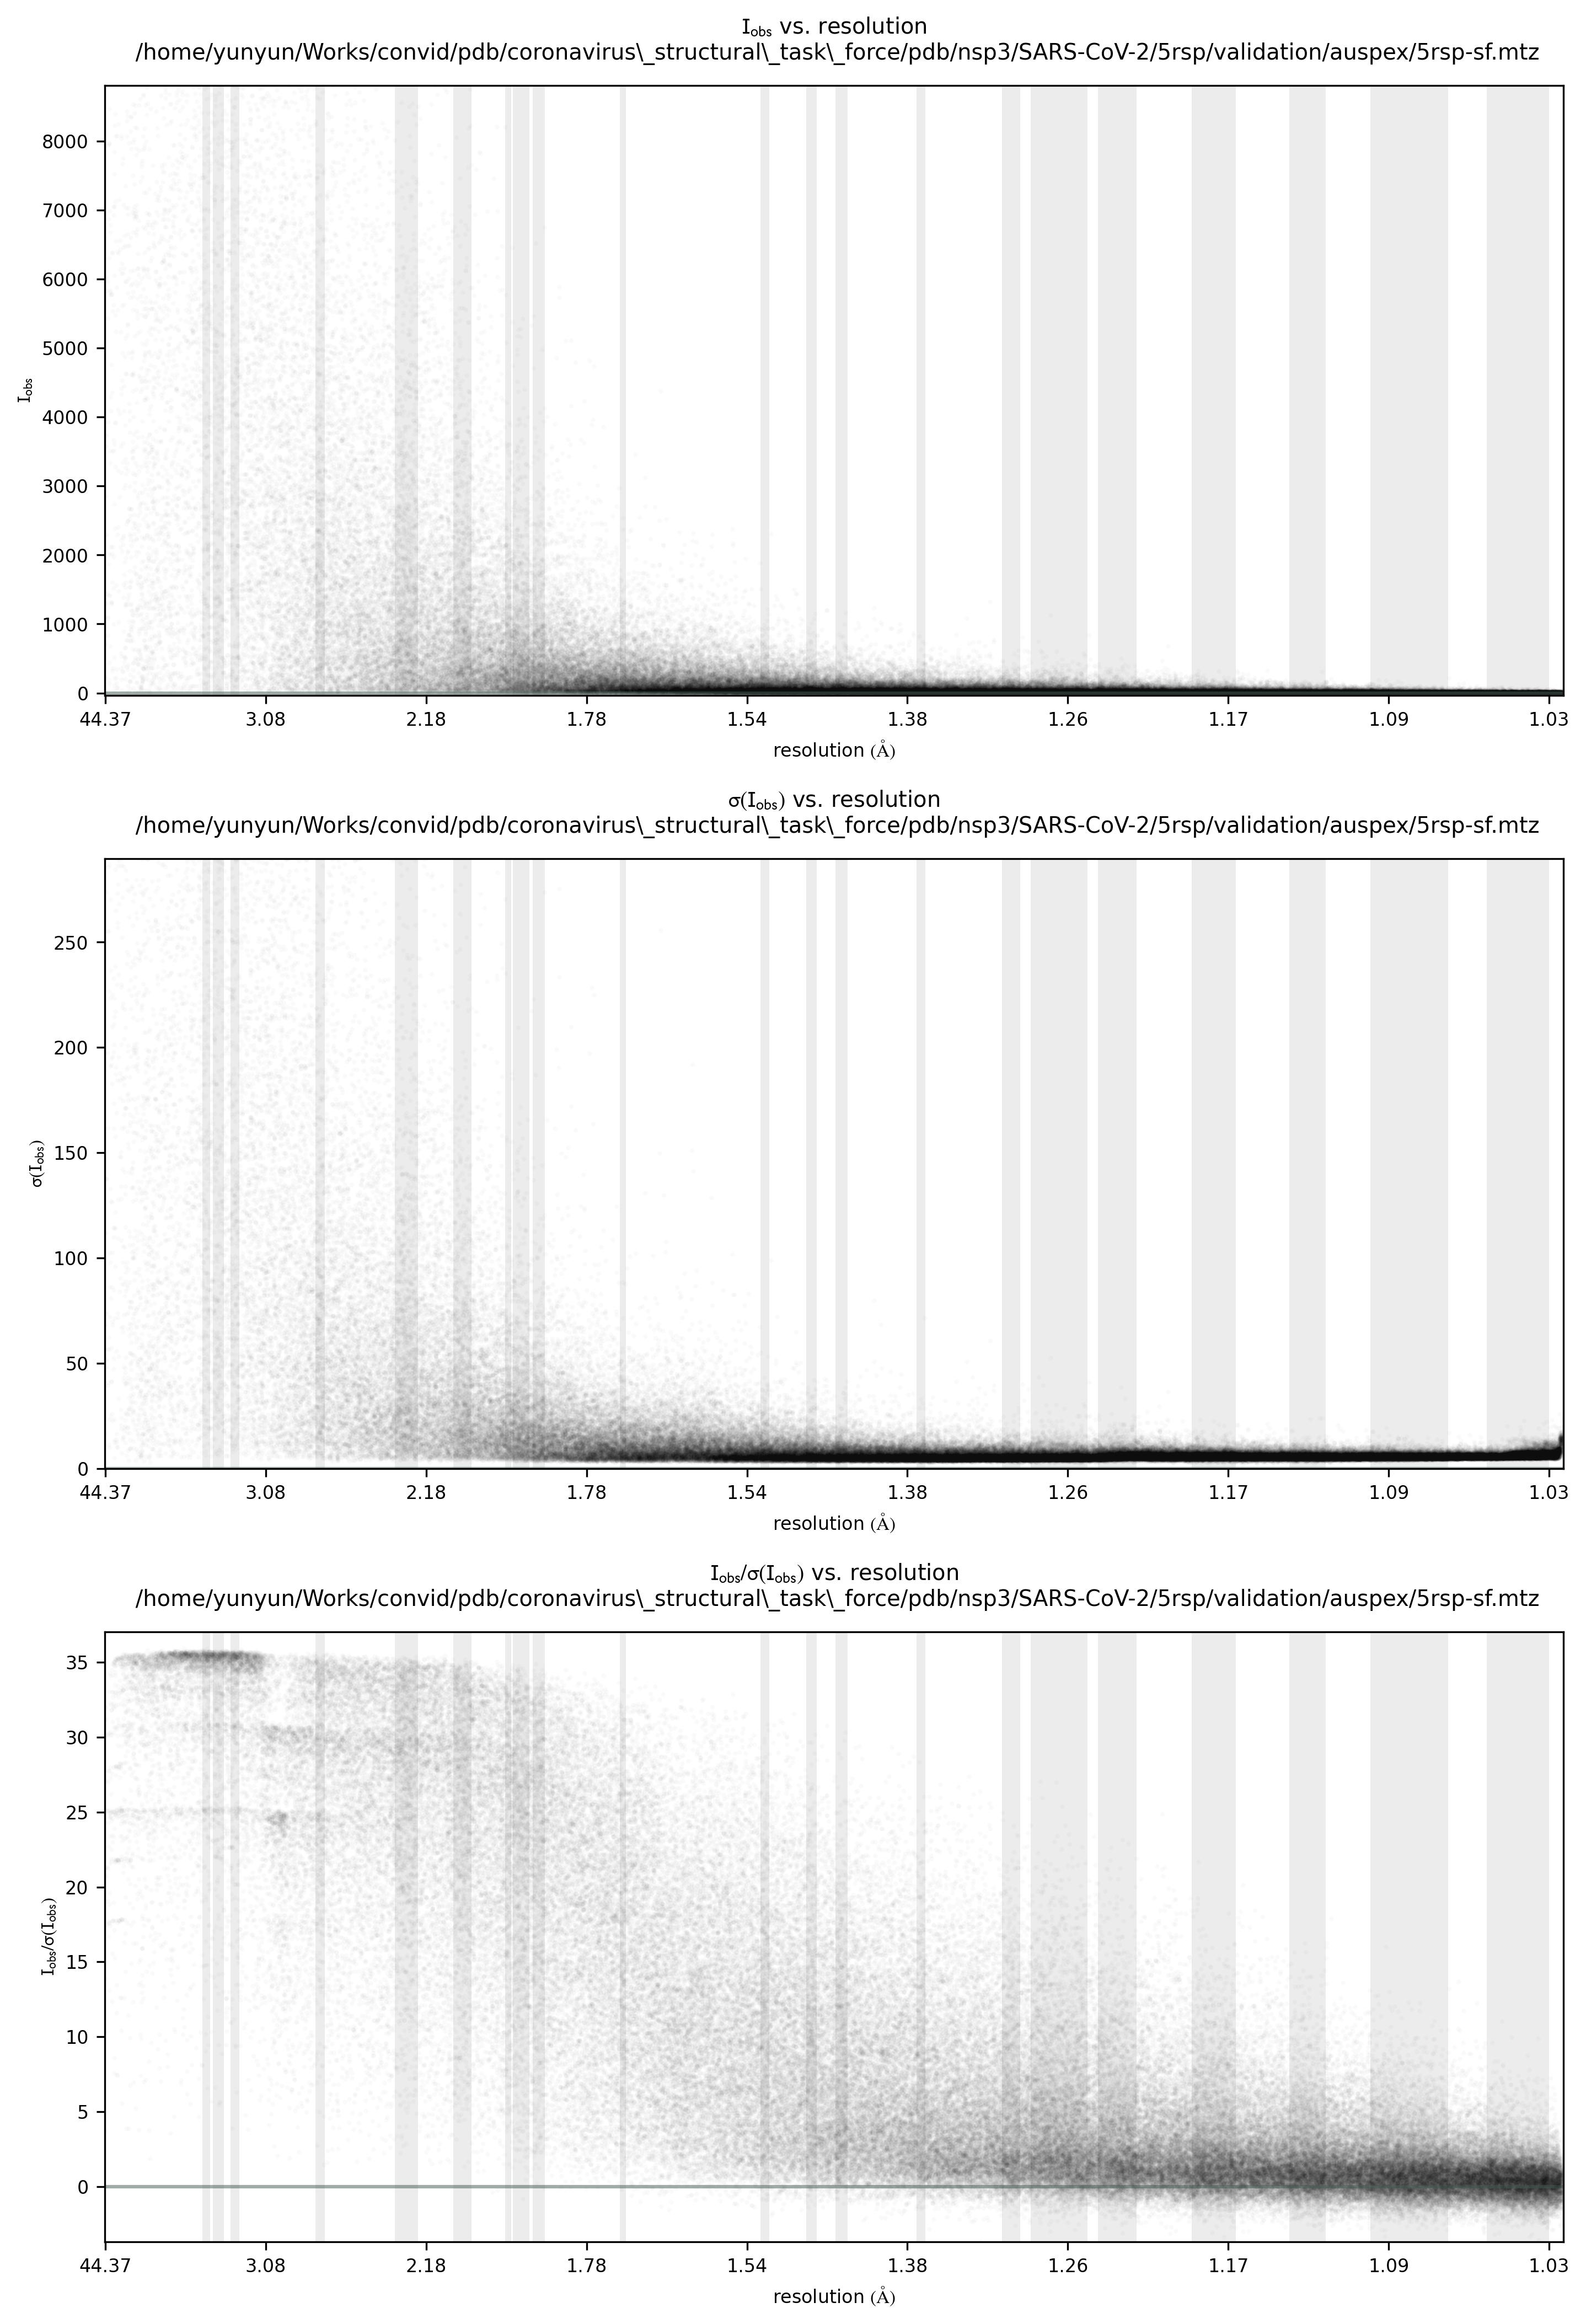 Iobs vs. resolution
/home/yunyun/Works/convid/pdb/coronavirus\_structural\_task\_force/pdb/nsp3/SARS-CoV-2/5rsp/validation/auspex/5rsp-sf.mtz
8000
7000
6000
5000
4000
3000
2000
1000
0
Iobs
44.37 3.08 2.18 1.78 1.54 1.38 1.26 1.17 1.09 1.03
resolution (Å)
σ(Iobs) vs. resolution
/home/yunyun/Works/convid/pdb/coronavirus\_structural\_task\_force/pdb/nsp3/SARS-CoV-2/5rsp/validation/auspex/5rsp-sf.mtz
250
200
150
100
50
0
σ(Iobs)
44.37 3.08 2.18 1.78 1.54 1.38 1.26 1.17 1.09 1.03
resolution (Å)
Iobs/σ(Iobs) vs. resolution
/home/yunyun/Works/convid/pdb/coronavirus\_structural\_task\_force/pdb/nsp3/SARS-CoV-2/5rsp/validation/auspex/5rsp-sf.mtz
35
30
25
20
15
10
5
0
Iobs/σ(Iobs)
44.37 3.08 2.18 1.78 1.54 1.38 1.26 1.17 1.09 1.03
resolution (Å)